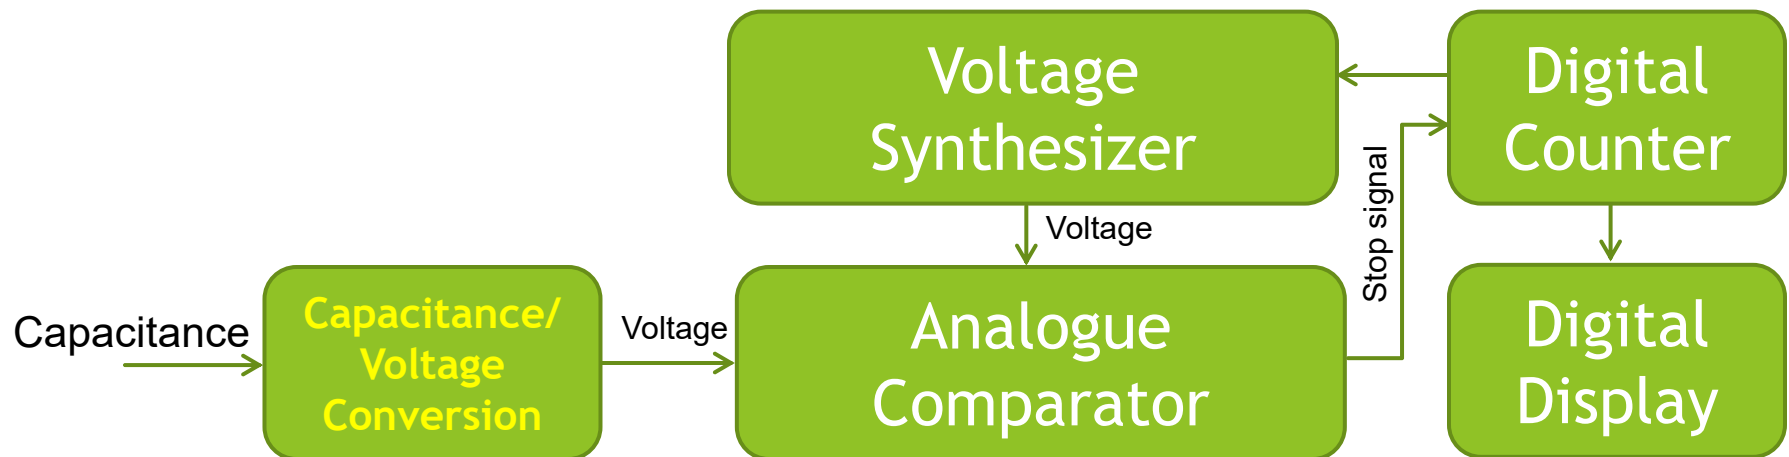 Voltage
Synthesizer
Digital
Counter
Voltage
Stop signal
Capacitance
Capacitance/
Voltage
Conversion
Voltage
Analogue
Comparator
Digital
Display